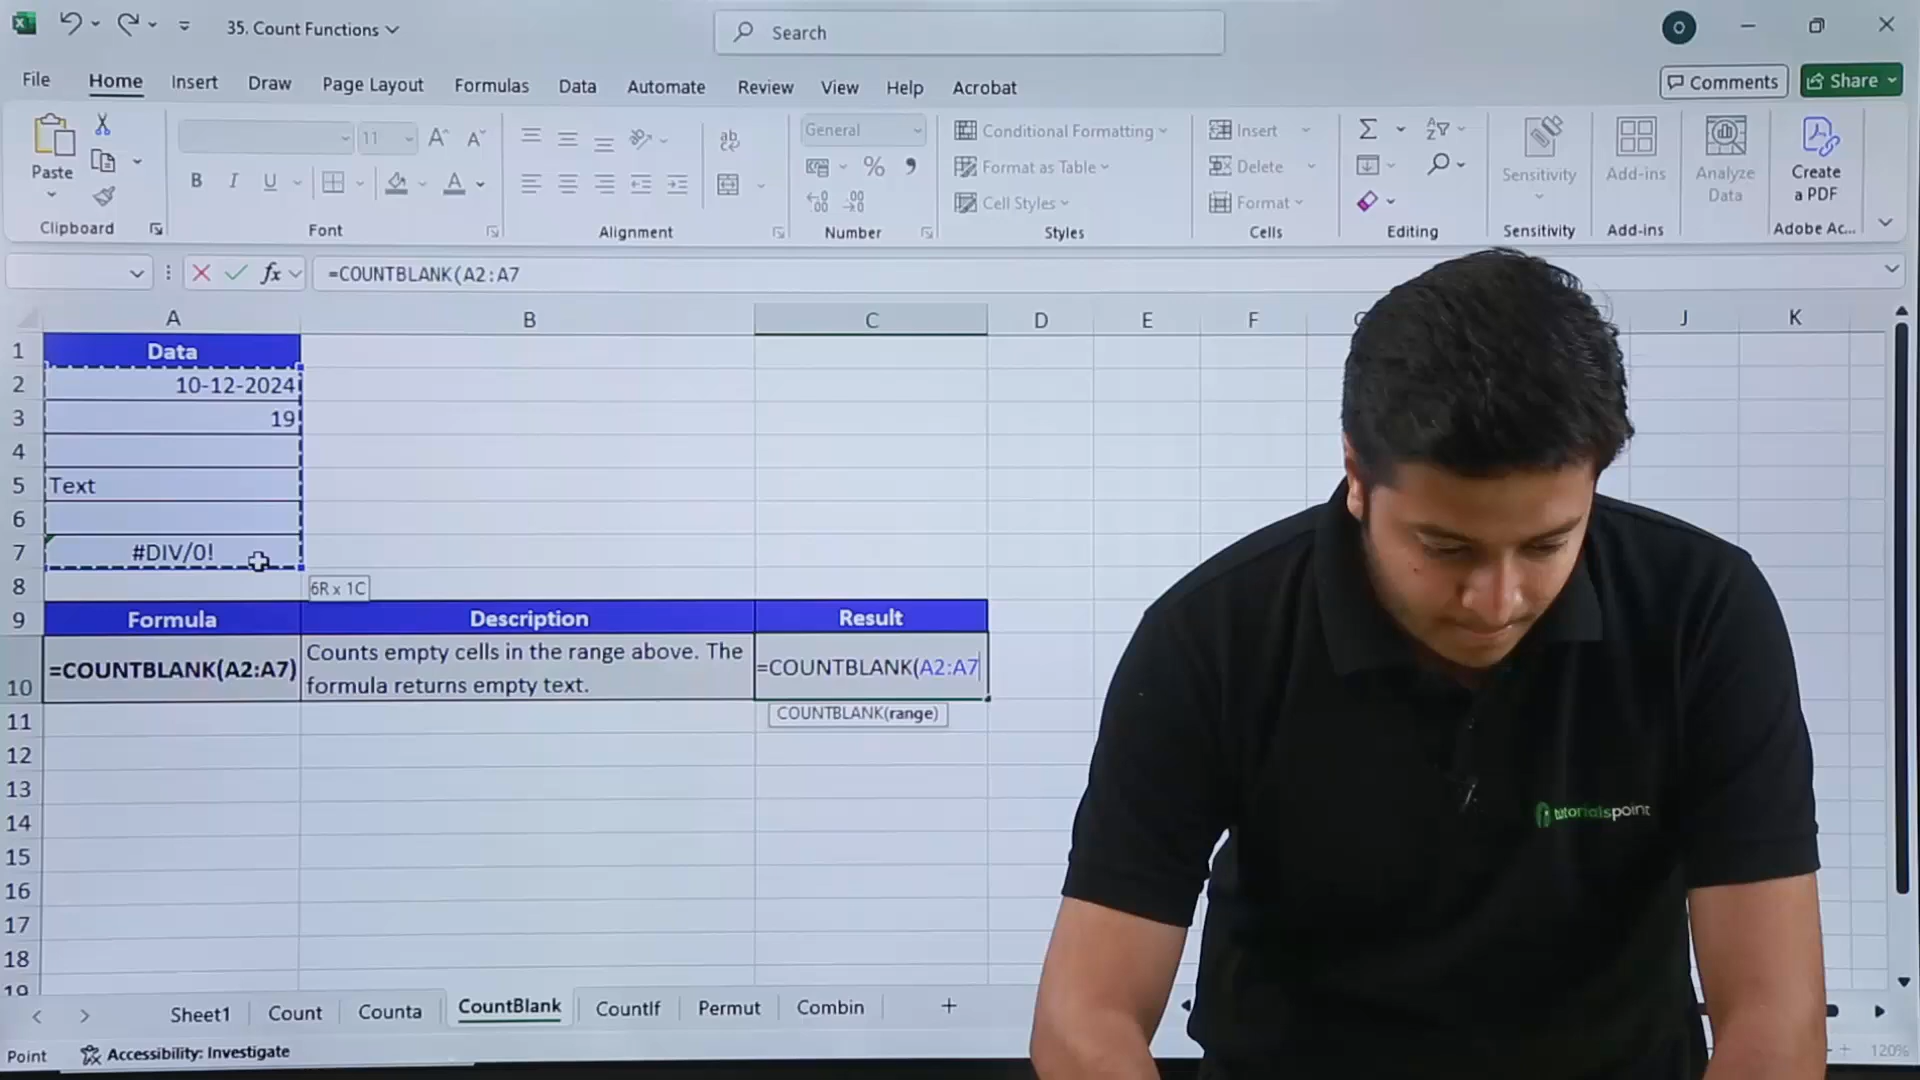 35. Count Functions
Search
O
File Home Insert Draw Page Layout Formulas Data Automate Review View Help Acrobat
Comments
Share
Paste
11
General
Conditional Formatting
Format as Table
Cell Styles
Insert
Delete
Format
Sensitivity
Add-ins
Analyze
Data
Create
a PDF
Clipboard
Font
Alignment
Number
Styles
Cells
Editing
Sensitivity
Add-ins
Adobe Ac...
fx
=COUNTBLANK(A2:A7
A B C D E F J K
1 Data
2 10-12-2024
3 19
4
5 Text
6
7 #DIV/0!
8 6R x 1C
9 Formula Description Result
10 =COUNTBLANK(A2:A7) Counts empty cells in the range above. The
formula returns empty text.
=COUNTBLANK(A2:A7
11 COUNTBLANK(range)
12
13
14
15
16
17
18
19
tutorialspoint
Sheet1 Count Counta CountBlank CountIf Permut Combin
Point Accessibility: Investigate
120%